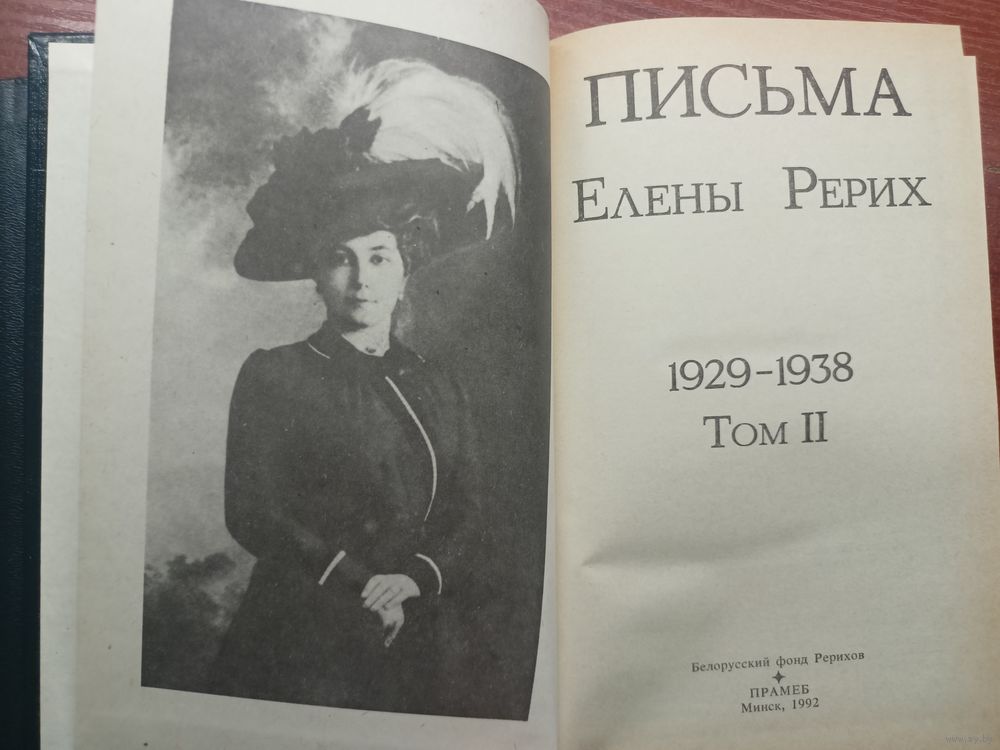 ПИСЬМА
ЕЛЕНЫ РЕРИХ
1929–1938
ТОМ II
Белорусский фонд Рерихов
ПРАМЕБ
Минск, 1992